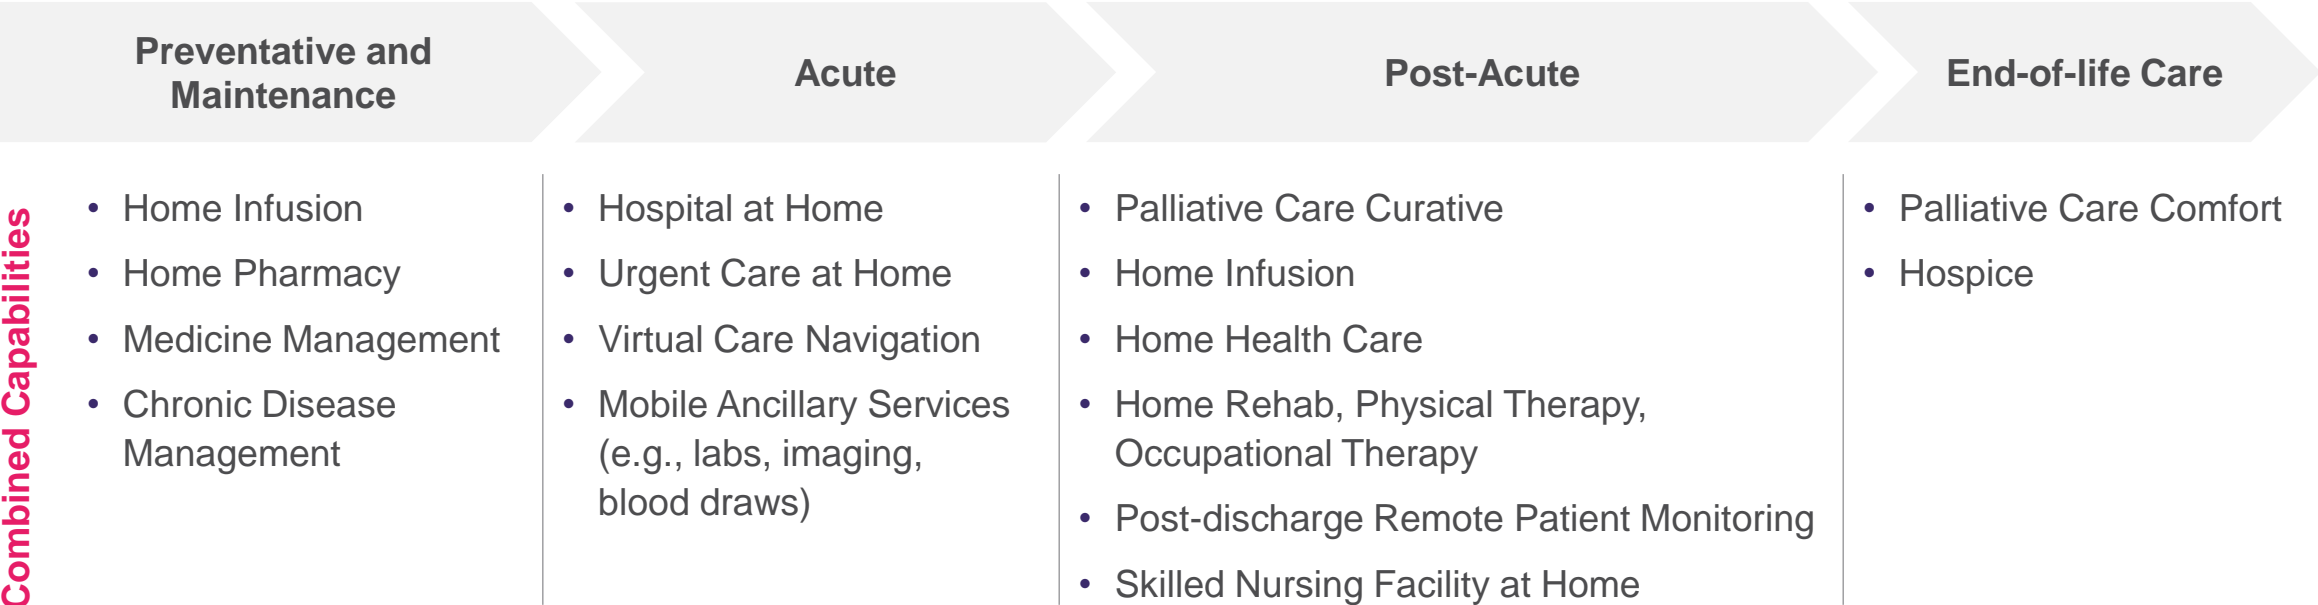 Preventative and
Maintenance
Acute
Post-Acute
End-of-life Care
Combined Capabilities
• Home Infusion
• Home Pharmacy
• Medicine Management
• Chronic Disease
Management
• Hospital at Home
• Urgent Care at Home
• Virtual Care Navigation
• Mobile Ancillary Services
(e.g., labs, imaging,
blood draws)
• Palliative Care Curative
• Home Infusion
• Home Health Care
• Home Rehab, Physical Therapy,
Occupational Therapy
• Post-discharge Remote Patient Monitoring
• Skilled Nursing Facility at Home
• Palliative Care Comfort
• Hospice